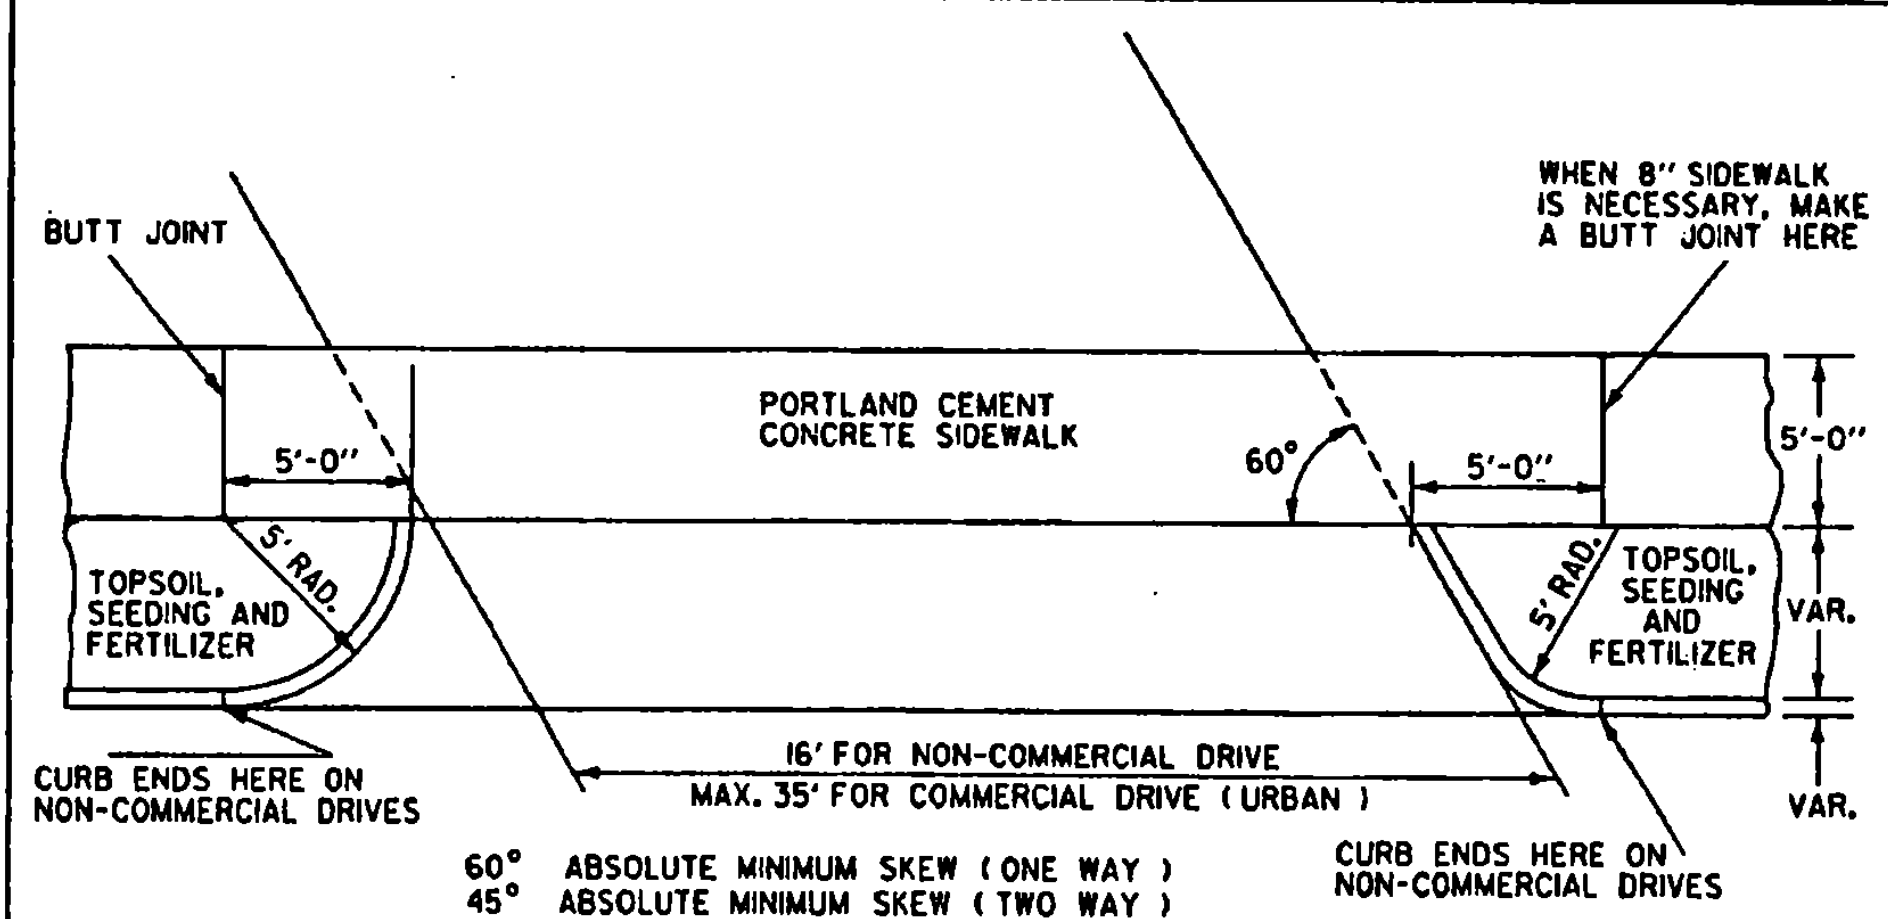 BUTT JOINT
WHEN 8" SIDEWALK
IS NECESSARY, MAKE
A BUTT JOINT HERE
PORTLAND CEMENT
CONCRETE SIDEWALK
5'-0"
60°
5'-0"
5'-0"
5' RAD.
TOPSOIL,
SEEDING AND
FERTILIZER
5' RAD.
TOPSOIL,
SEEDING
AND
FERTILIZER
VAR.
16' FOR NON-COMMERCIAL DRIVE
MAX. 35' FOR COMMERCIAL DRIVE ( URBAN )
VAR.
CURB ENDS HERE ON
NON-COMMERCIAL DRIVES
60° ABSOLUTE MINIMUM SKEW ( ONE WAY )
45° ABSOLUTE MINIMUM SKEW ( TWO WAY )
CURB ENDS HERE ON
NON-COMMERCIAL DRIVES